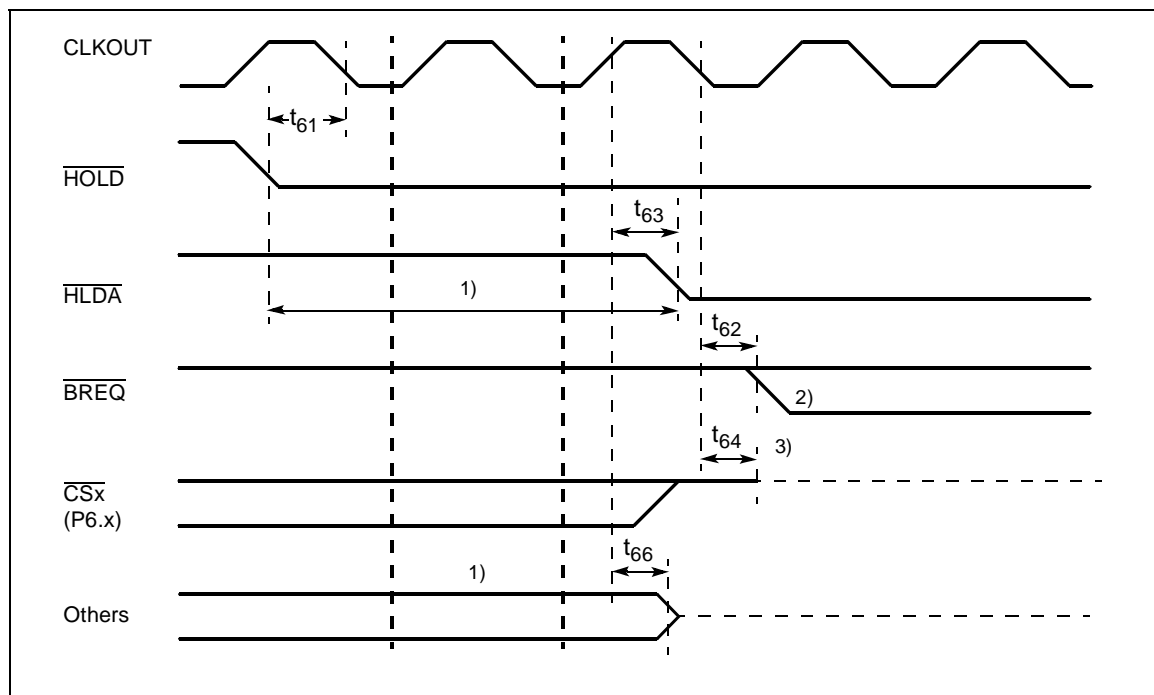 CLKOUT
t61
HOLD
t63
HLDA
1)
t62
BREQ
2)
t64
3)
CSx
(P6.x)
t66
1)
Others